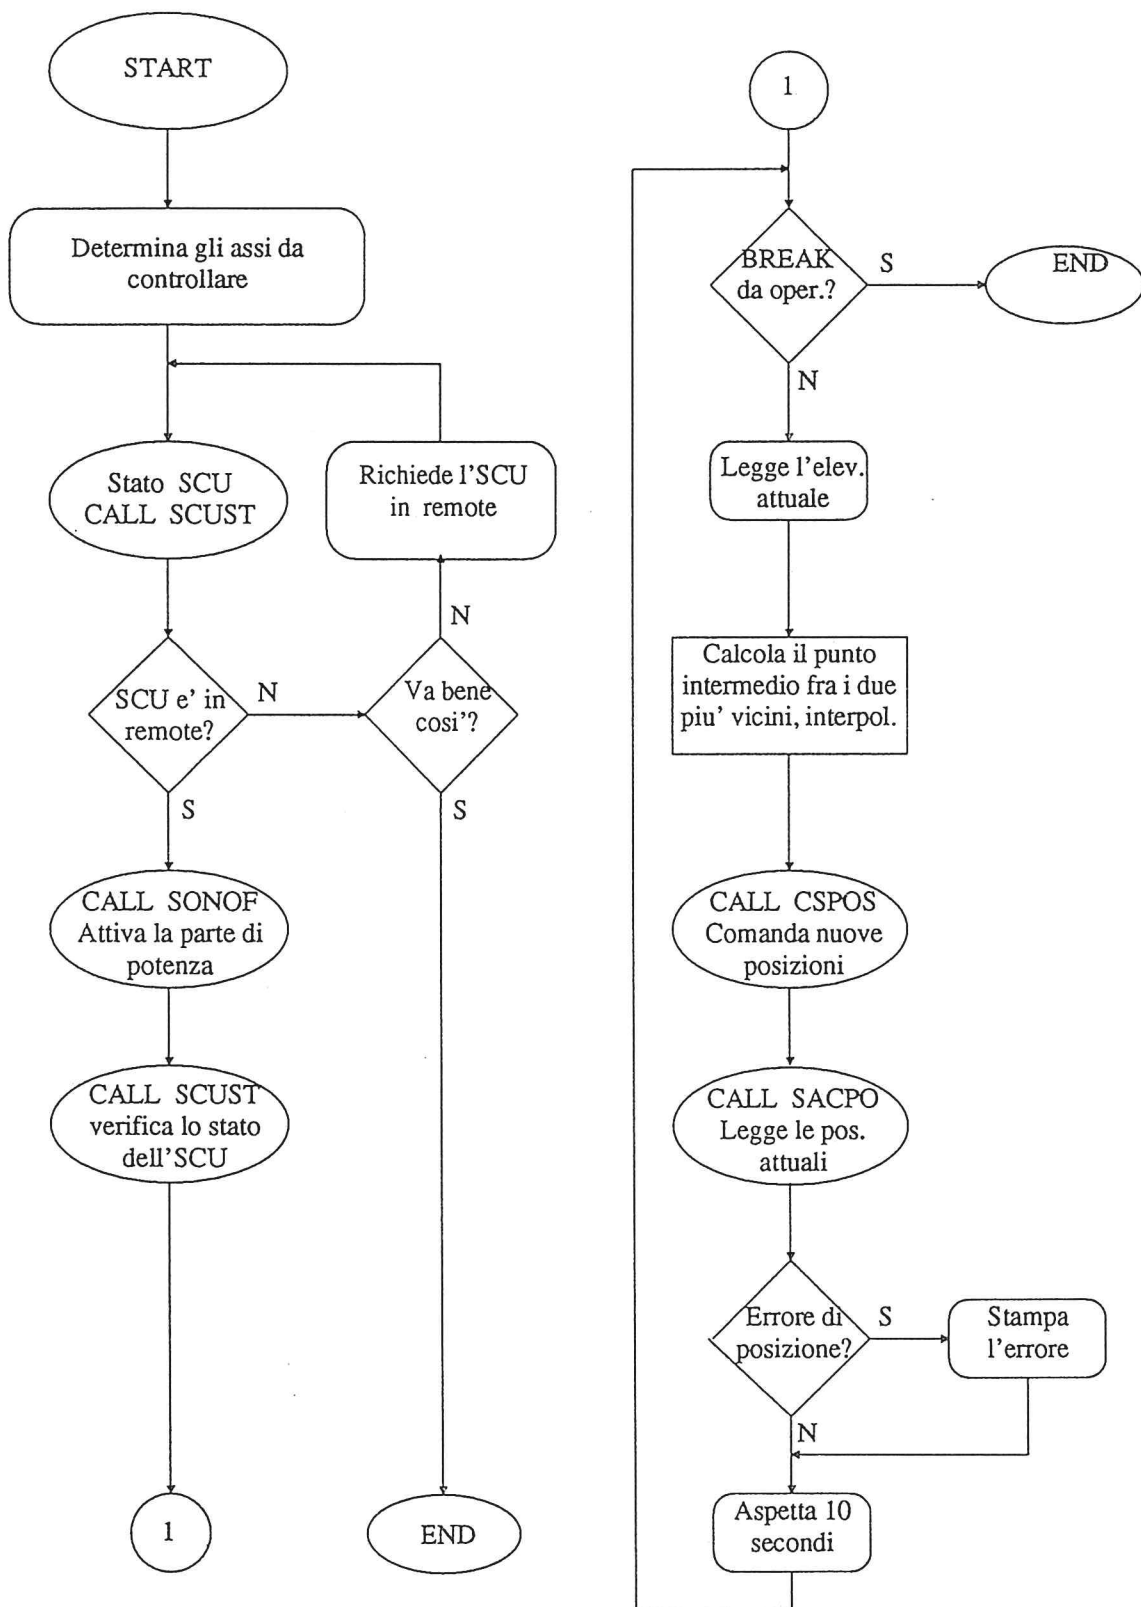 START
Determina gli assi da
controllare
Stato SCU
CALL SCUST
Richiede l'SCU
in remote
N
SCU e' in
remote?
N
Va bene
cosi'?
S
S
CALL SONOF
Attiva la parte di
potenza
CALL SCUST
verifica lo stato
dell'SCU
1
END
1
BREAK
da oper.?
S
END
N
Legge l'elev.
attuale
Calcola il punto
intermedio fra i due
piu' vicini, interpol.
CALL CSPOS
Comanda nuove
posizioni
CALL SACPO
Legge le pos.
attuali
Errore di
posizione?
S
Stampa
l'errore
N
Aspetta 10
secondi